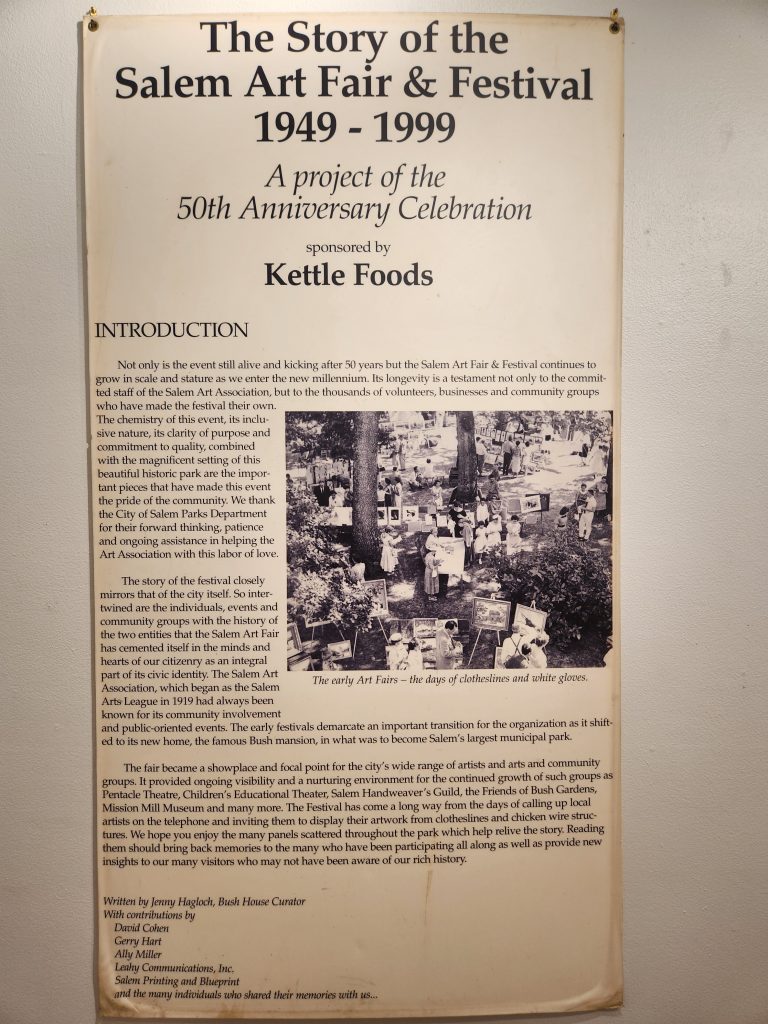 The Story of the
Salem Art Fair & Festival
1949 - 1999
A project of the
50th Anniversary Celebration
sponsored by
Kettle Foods
INTRODUCTION
Not only is the event still alive and kicking after 50 years but the Salem Art Fair & Festival continues to
grow in scale and stature as we enter the new millennium. Its longevity is a testament not only to the commit-
ted staff of the Salem Art Association, but to the thousands of volunteers, businesses and community groups
who have made the festival their own.
The chemistry of this event, its inclu-
sive nature, its clarity of purpose and
commitment to quality, combined
with the magnificent setting of this
beautiful historic park are the impor-
tant pieces that have made this event
the pride of the community. We thank
the City of Salem Parks Department
for their forward thinking, patience
and ongoing assistance in helping the
Art Association with this labor of love.
The story of the festival closely
mirrors that of the city itself. So inter-
twined are the individuals, events and
community groups with the history of
the two entities that the Salem Art Fair
has cemented itself in the minds and
hearts of our citizenry as an integral
part of its civic identity. The Salem Art
Association, which began as the Salem
Arts League in 1919 had always been
known for its community involvement
and public-oriented events. The early festivals demarcate an important transition for the organization as it shift-
ed to its new home, the famous Bush mansion, in what was to become Salem's largest municipal park.
The early Art Fairs – the days of clotheslines and white gloves.
The fair became a showplace and focal point for the city's wide range of artists and arts and community
groups. It provided ongoing visibility and a nurturing environment for the continued growth of such groups as
Pentacle Theatre, Children's Educational Theater, Salem Handweaver's Guild, the Friends of Bush Gardens,
Mission Mill Museum and many more. The Festival has come a long way from the days of calling up local
artists on the telephone and inviting them to display their artwork from clotheslines and chicken wire struc-
tures. We hope you enjoy the many panels scattered throughout the park which help relive the story. Reading
them should bring back memories to the many who have been participating all along as well as provide new
insights to our many visitors who may not have been aware of our rich history.
Written by Jenny Hagloch, Bush House Curator
With contributions by
David Cohen
Gerry Hart
Ally Miller
Leahy Communications, Inc.
Salem Printing and Blueprint
and the many individuals who shared their memories with us...